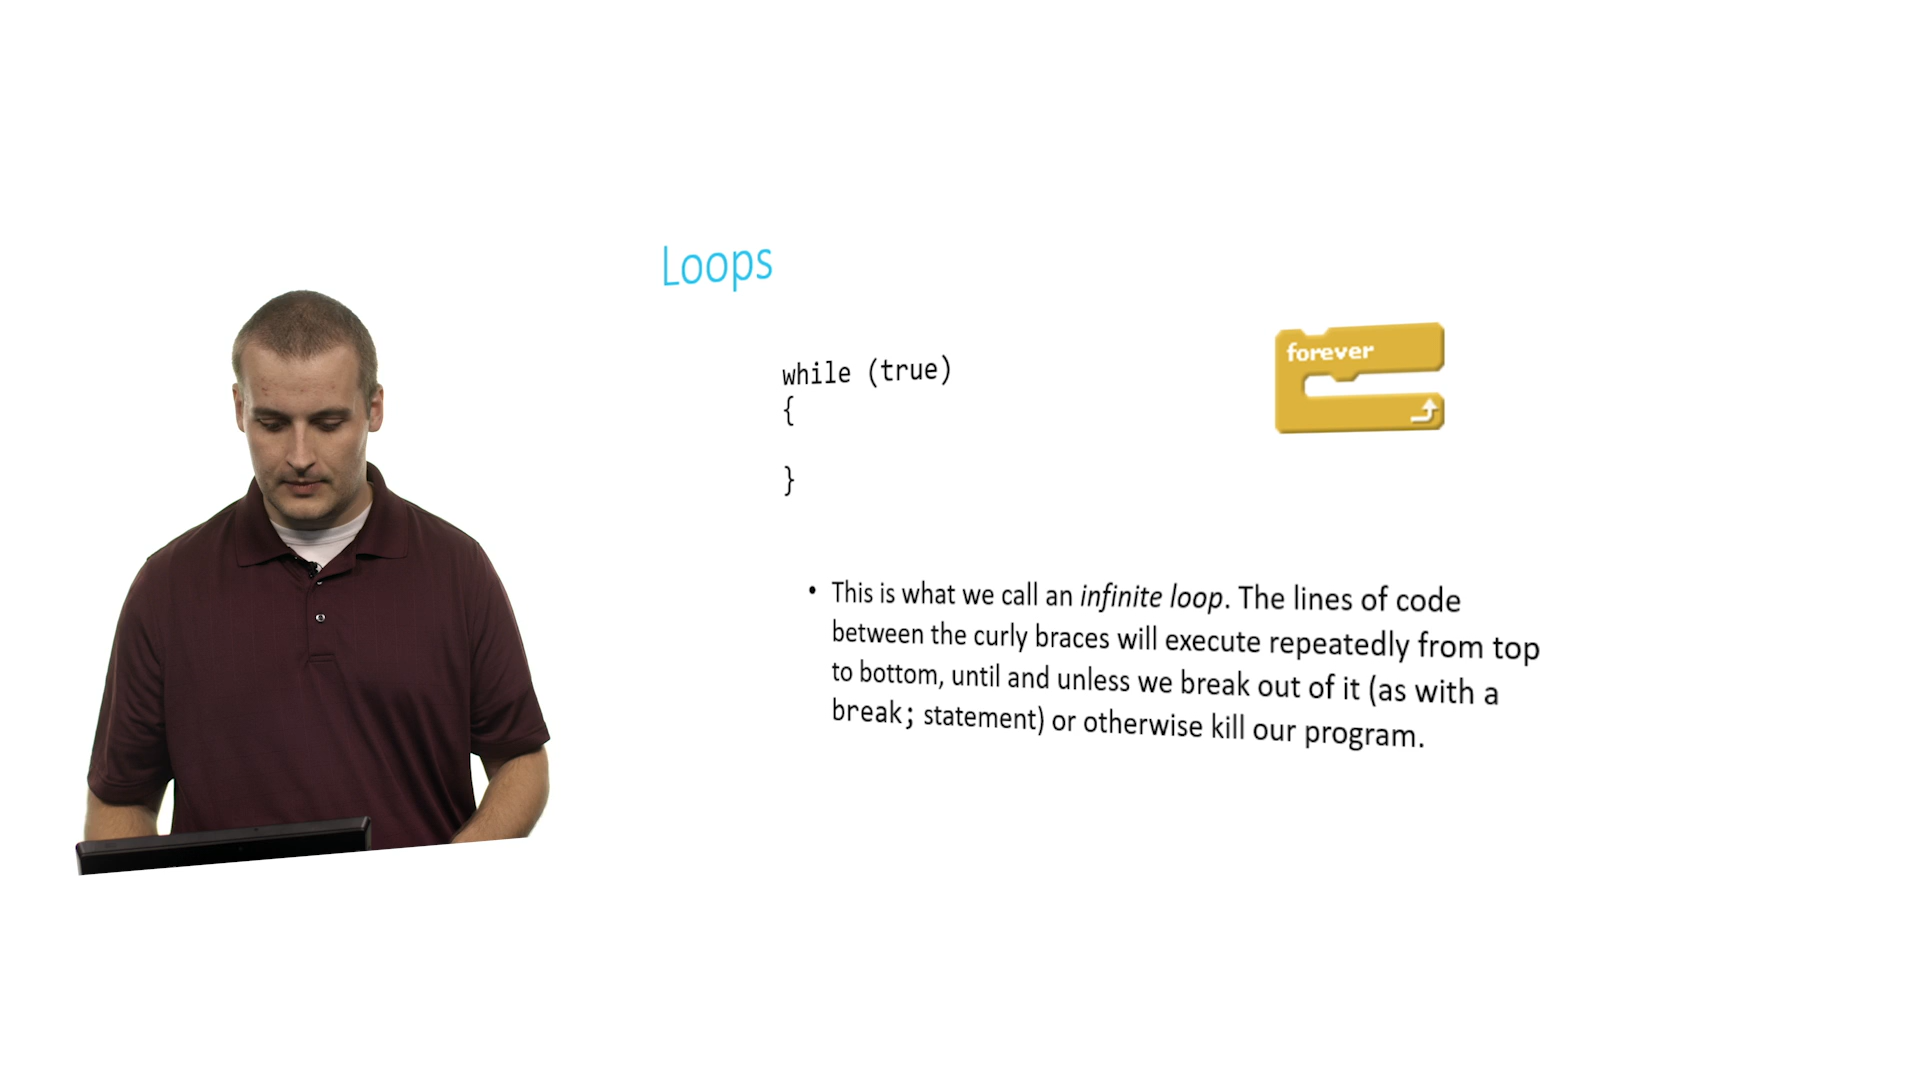 Loops
while (true)
{
}
forever
• This is what we call an infinite loop. The lines of code
between the curly braces will execute repeatedly from top
to bottom, until and unless we break out of it (as with a
break; statement) or otherwise kill our program.